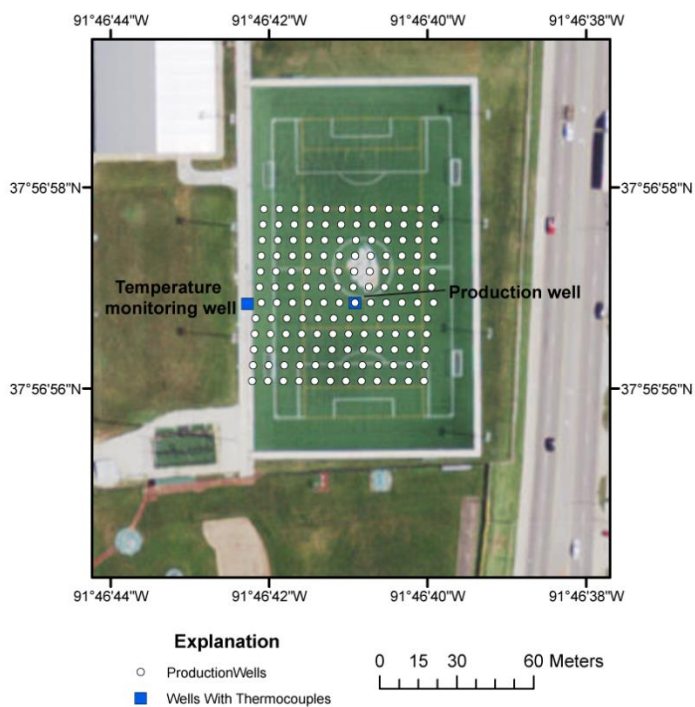 91°46'44"W 91°46'42"W 91°46'40"W 91°46'38"W
37°56'58"N 37°56'58"N
Temperature
monitoring well
Production well
37°56'56"N 37°56'56"N
91°46'44"W 91°46'42"W 91°46'40"W 91°46'38"W
Explanation
ProductionWells
Wells With Thermocouples
0 15 30 60 Meters